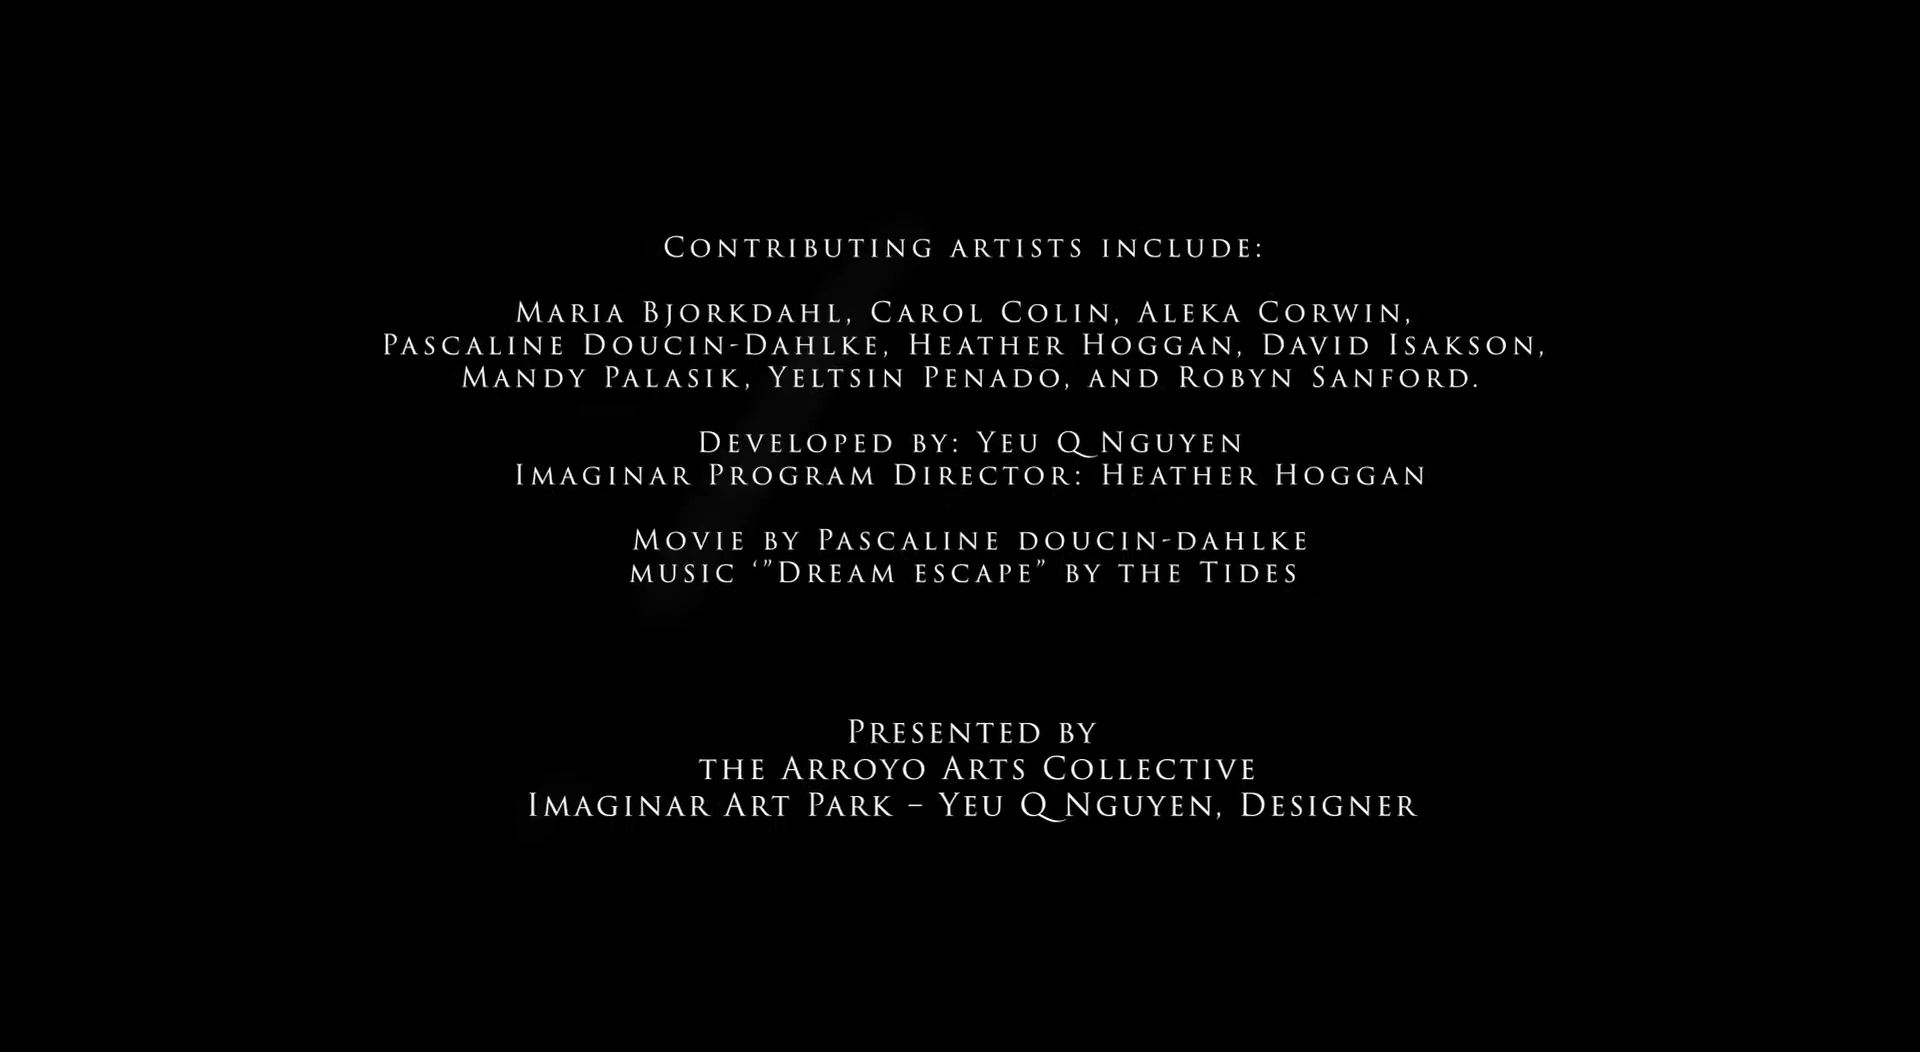 Contributing artists include:
Maria Bjorkdahl, Carol Colin, Aleka Corwin,
Pascaline Doucin-Dahlke, Heather Hoggan, David Isakson,
Mandy Palasik, Yeltsin Penado, and Robyn Sanford.
Developed by: Yeu Q Nguyen
Imaginar Program Director: Heather Hoggan
Movie by Pascaline doucin-dahlke
music ‘”Dream escape” by the Tides
Presented by
the Arroyo Arts Collective
Imaginar Art Park – Yeu Q Nguyen, Designer